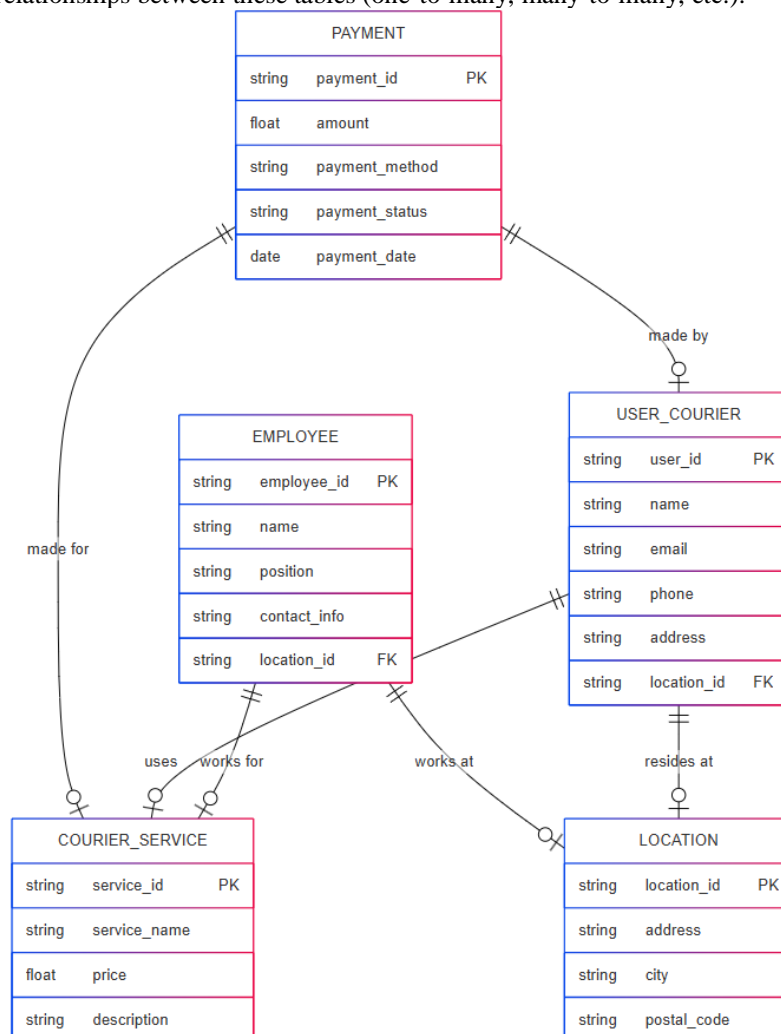 relationships between these tables (one-to-many, many-to-many, etc.).
PAYMENT
string payment_id PK
float amount
string payment_method
string payment_status
date payment_date
made by
USER_COURIER
string user_id PK
string name
string email
string phone
string address
string location_id FK
EMPLOYEE
string employee_id PK
string name
string position
string contact_info
string location_id FK
made for
uses
works for
works at
resides at
COURIER_SERVICE
string service_id PK
string service_name
float price
string description
LOCATION
string location_id PK
string address
string city
string postal_code